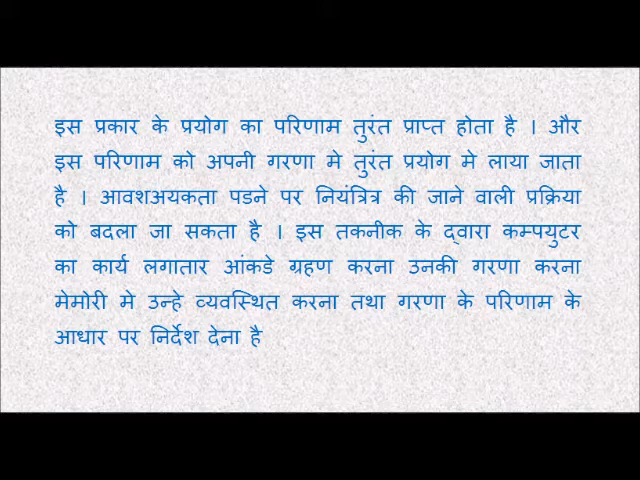 इस प्रकार के प्रयोग का परिणाम तुरंत प्राप्त होता है । और
इस परिणाम को अपनी गरणा मे तुरंत प्रयोग मे लाया जाता
है । आवशअयकता पडने पर नियंत्रित्र की जाने वाली प्रक्रिया
को बदला जा सकता है । इस तकनीक के द्‌वारा कम्पयुटर
का कार्य लगातार आंकडे ग्रहण करना उनकी गरणा करना
मेमोरी मे उन्हे व्यवस्थित करना तथा गरणा के परिणाम के
आधार पर निर्देश देना है